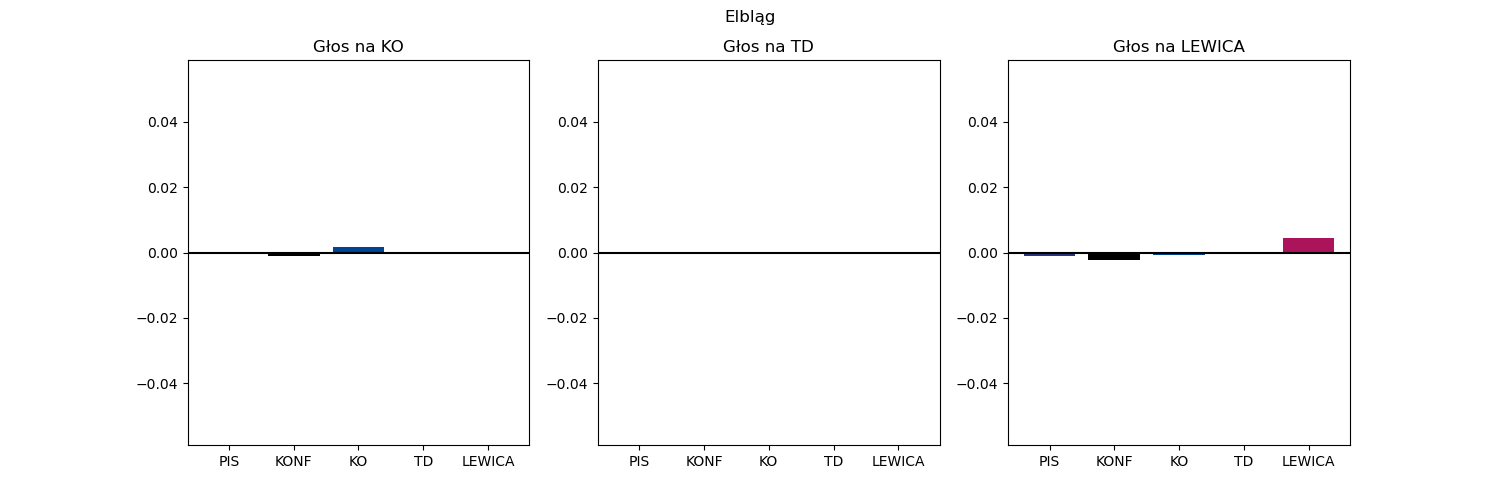 Elbląg
Głos na KO
0.04
0.02
0.00
−0.02
−0.04
PIS KONF KO TD LEWICA
Głos na TD
0.04
0.02
0.00
−0.02
−0.04
PIS KONF KO TD LEWICA
Głos na LEWICA
0.04
0.02
0.00
−0.02
−0.04
PIS KONF KO TD LEWICA